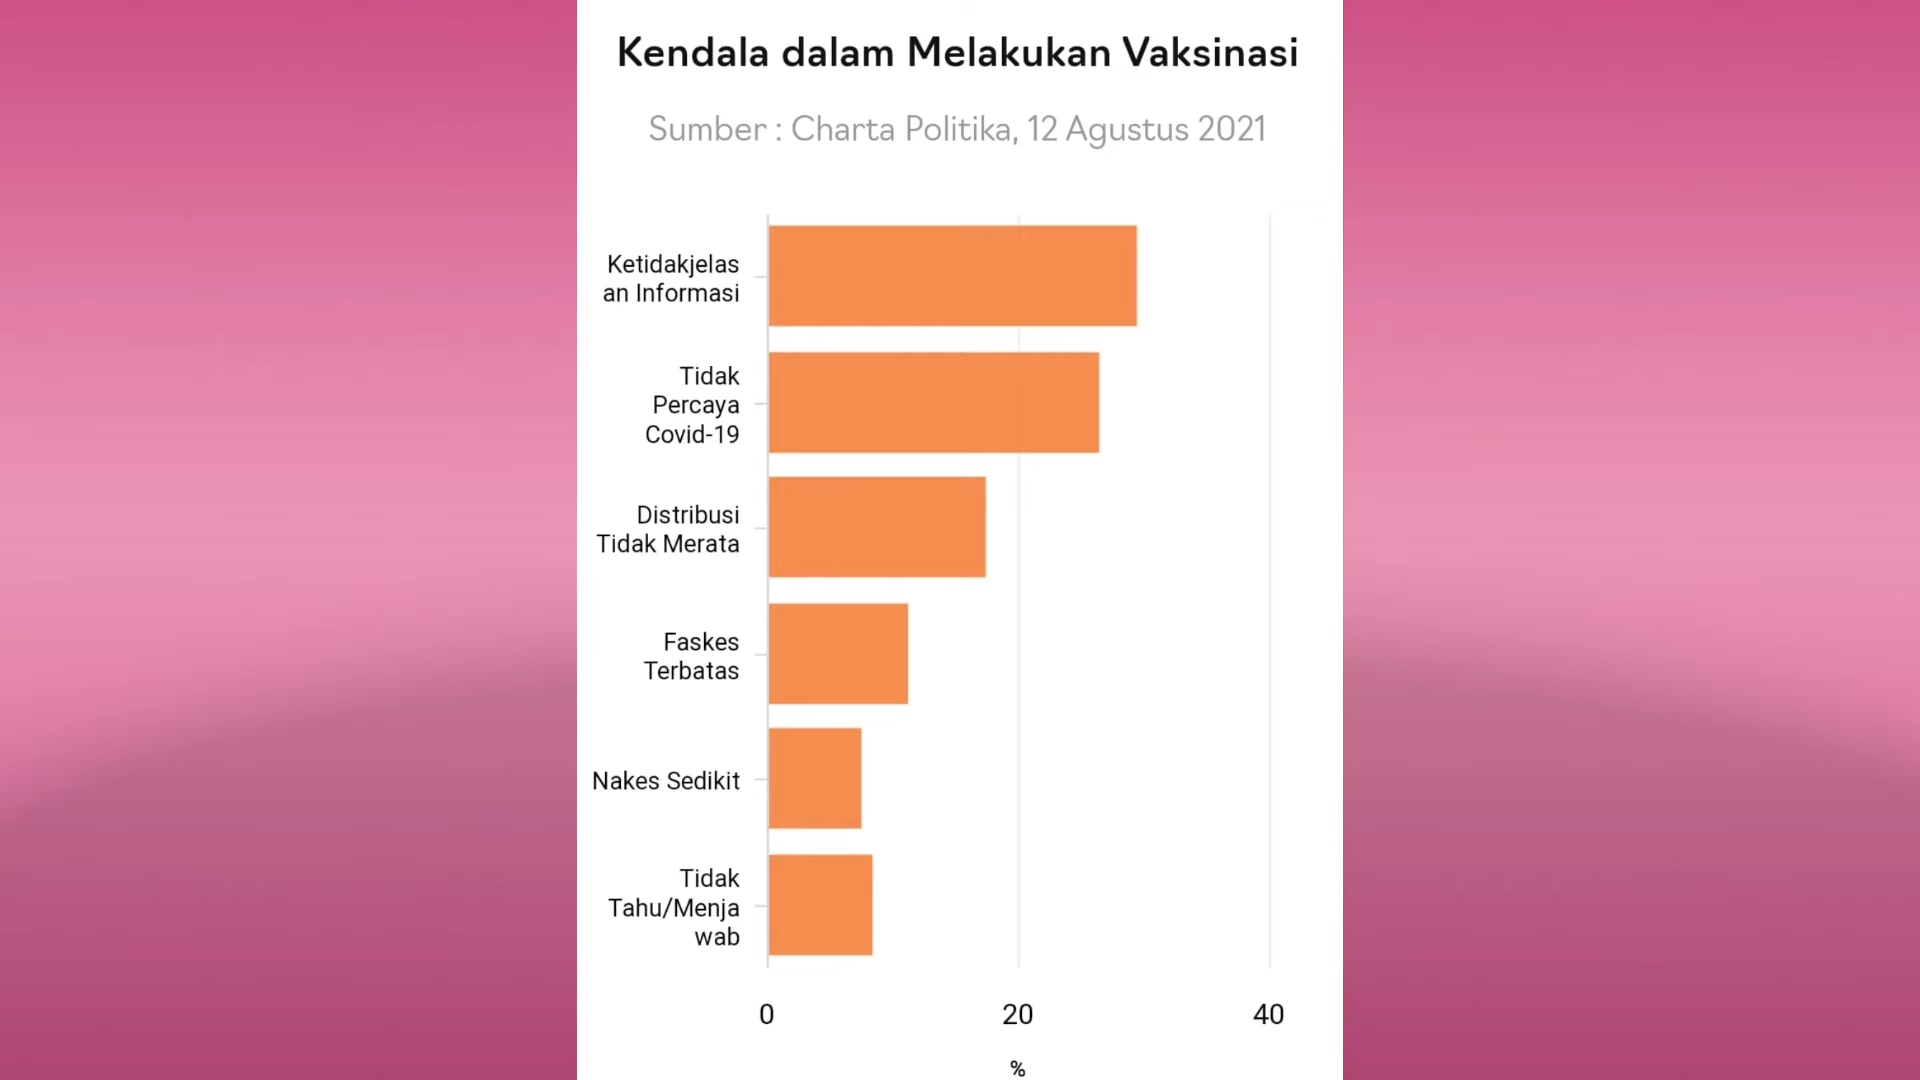 Kendala dalam Melakukan Vaksinasi
Sumber : Charta Politika, 12 Agustus 2021
Ketidakjelas
an Informasi
Tidak
Percaya
Covid-19
Distribusi
Tidak Merata
Faskes
Terbatas
Nakes Sedikit
Tidak
Tahu/Menja
wab
0 20 40
%